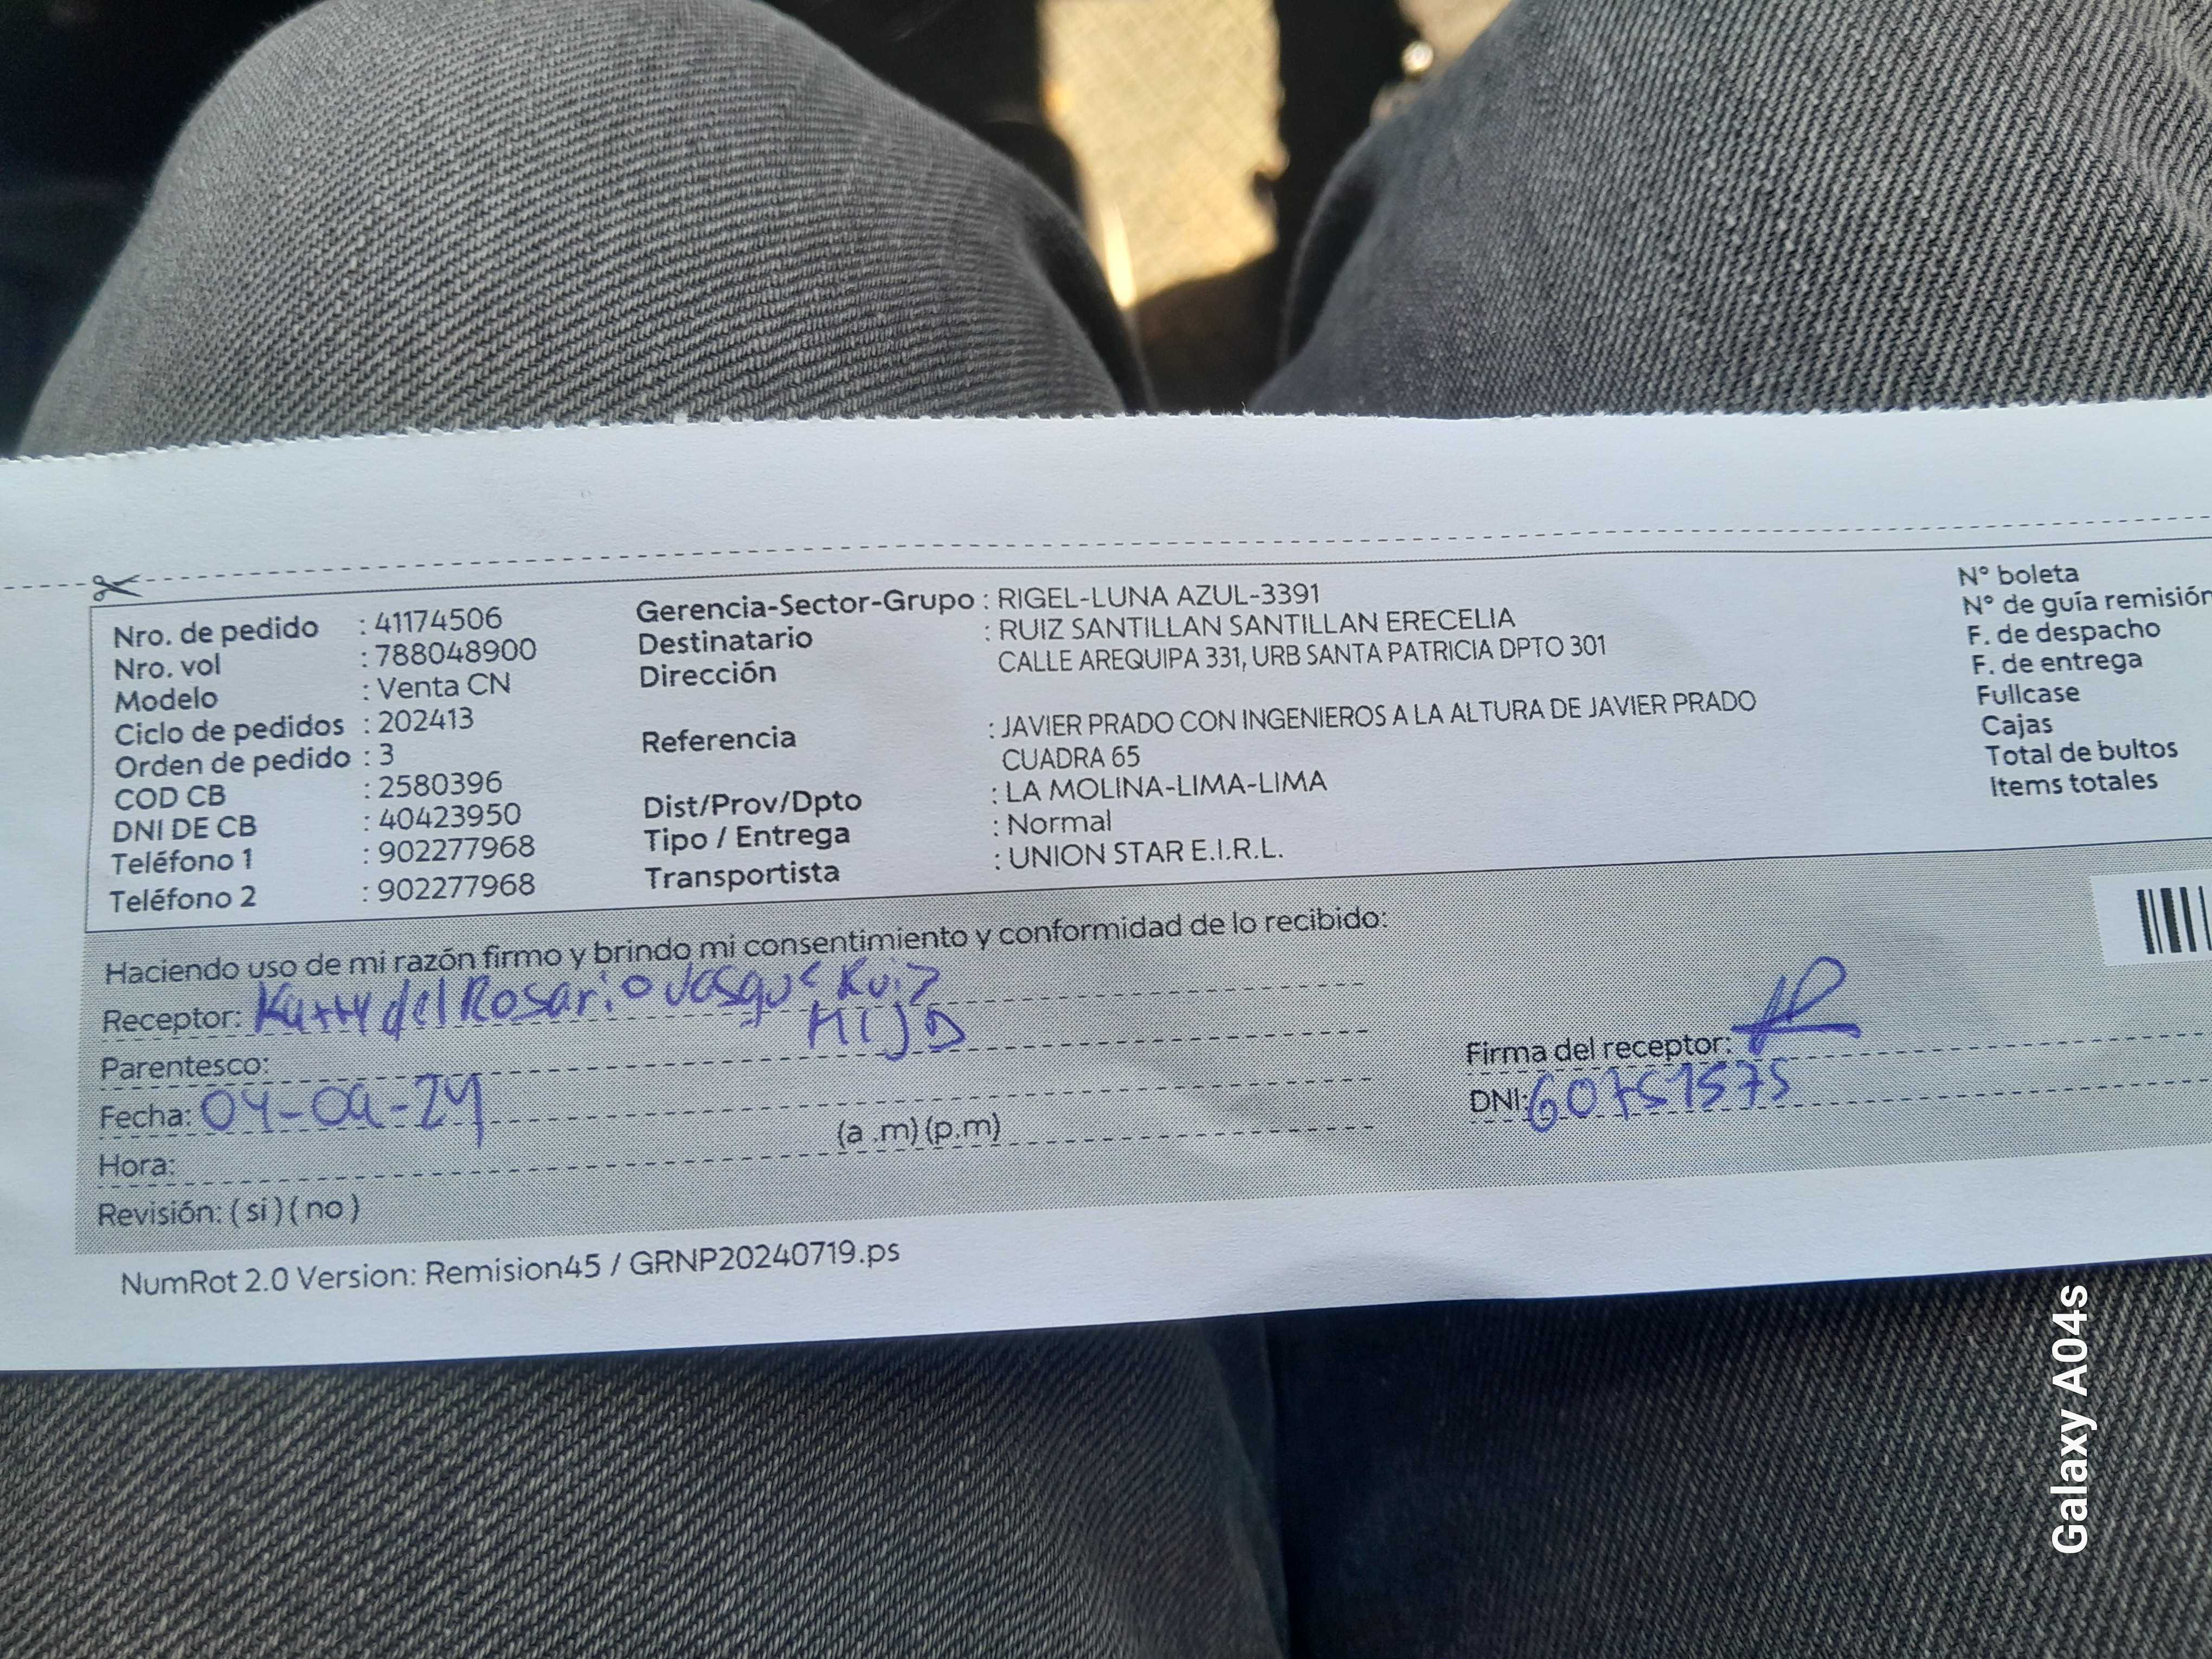 Nro. de pedido : 41174506
Nro. vol : 788048900
Modelo : Venta CN
Ciclo de pedidos : 202413
Orden de pedido : 3
COD CB : 2580396
DNI DE CB : 40423950
Teléfono 1 : 902277968
Teléfono 2 : 902277968
Gerencia-Sector-Grupo : RIGEL-LUNA AZUL-3391
Destinatario : RUIZ SANTILLAN SANTILLAN ERECELIA
Dirección CALLE AREQUIPA 331, URB SANTA PATRICIA DPTO 301
Referencia : JAVIER PRADO CON INGENIEROS A LA ALTURA DE JAVIER PRADO
CUADRA 65
Dist/Prov/Dpto : LA MOLINA-LIMA-LIMA
Tipo / Entrega : Normal
Transportista : UNION STAR E.I.R.L.
N° boleta
N° de guía remisión
F. de despacho
F. de entrega
Fullcase
Cajas
Total de bultos
Items totales
Haciendo uso de mi razón firmo y brindo mi consentimiento y conformidad de lo recibido:
Receptor: Katty del Rosario Ruiz
Parentesco:
Fecha: 04-09-24
Hora: (a .m) (p.m)
Revisión: ( si ) ( no )
Firma del receptor:
DNI: 60751575
NumRot 2.0 Version: Remision45 / GRNP20240719.ps
Galaxy A04s